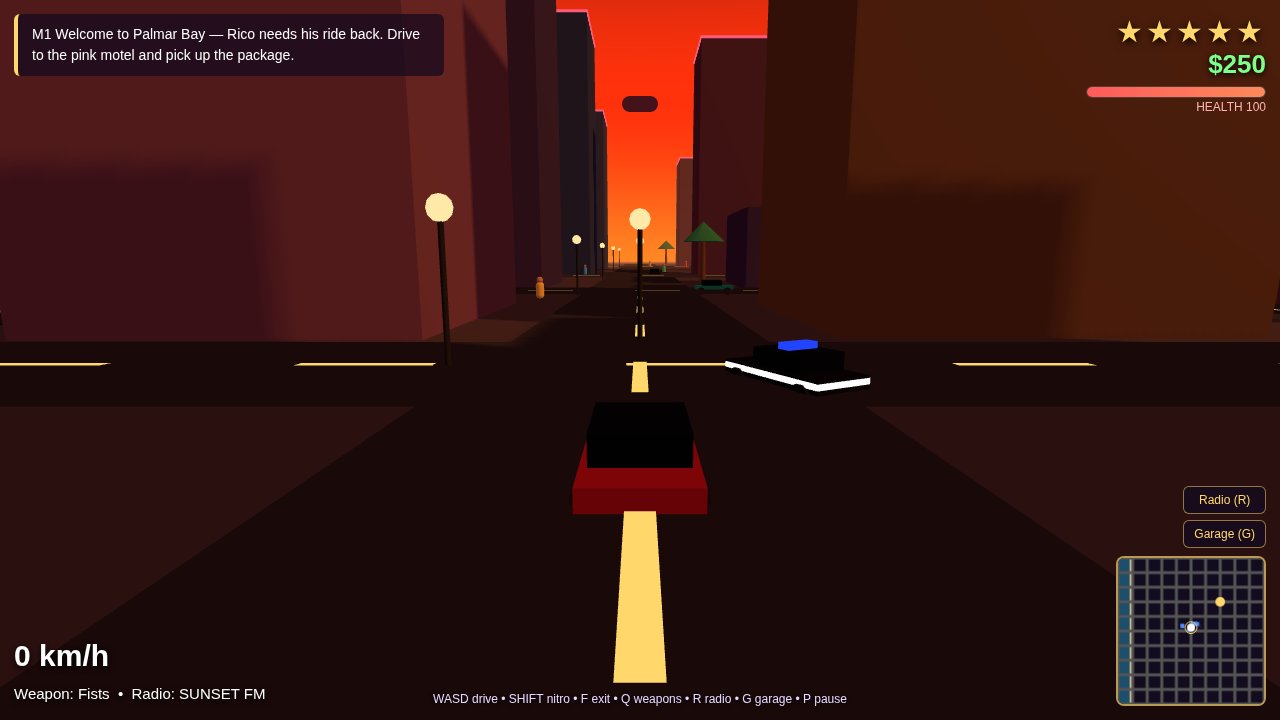 M1 Welcome to Palmar Bay — Rico needs his ride back. Drive
to the pink motel and pick up the package.
★★★★★
$250
HEALTH 100
Radio (R)
Garage (G)
0 km/h
Weapon: Fists • Radio: SUNSET FM
WASD drive • SHIFT nitro • F exit • Q weapons • R radio • G garage • P pause